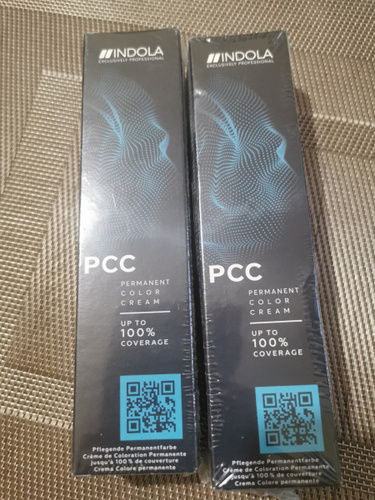 INDOLA
EXCLUSIVELY PROFESSIONAL
PCC
PERMANENT
COLOR
CREAM
UP TO
100%
COVERAGE
Pflegende Permanentfarbe
Crème de Coloration Permanente
Jusqu'à 100 % de couverture
Crema Colore permanente
INDOLA
EXCLUSIVELY PROFESSIONAL
PCC
PERMANENT
COLOR
CREAM
UP TO
100%
COVERAGE
Pflegende Permanentfarbe
Crème de Coloration Permanente
Jusqu'à 100 % de couverture
Crema Colore permanente